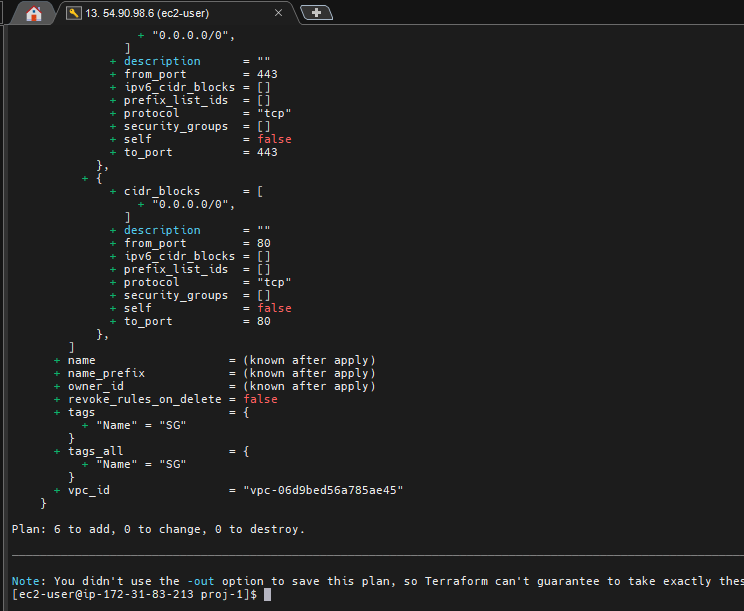 13. 54.90.98.6 (ec2-user)
+ "0.0.0.0/0",
]
+ description = ""
+ from_port = 443
+ ipv6_cidr_blocks = []
+ prefix_list_ids = []
+ protocol = "tcp"
+ security_groups = []
+ self = false
+ to_port = 443
},
+ {
+ cidr_blocks = [
+ "0.0.0.0/0",
]
+ description = ""
+ from_port = 80
+ ipv6_cidr_blocks = []
+ prefix_list_ids = []
+ protocol = "tcp"
+ security_groups = []
+ self = false
+ to_port = 80
},
]
+ name = (known after apply)
+ name_prefix = (known after apply)
+ owner_id = (known after apply)
+ revoke_rules_on_delete = false
+ tags = {
+ "Name" = "SG"
}
+ tags_all = {
+ "Name" = "SG"
}
+ vpc_id = "vpc-06d9bed56a785ae45"
}
Plan: 6 to add, 0 to change, 0 to destroy.
Note: You didn't use the -out option to save this plan, so Terraform can't guarantee to take exactly thes
[ec2-user@ip-172-31-83-213 proj-1]$